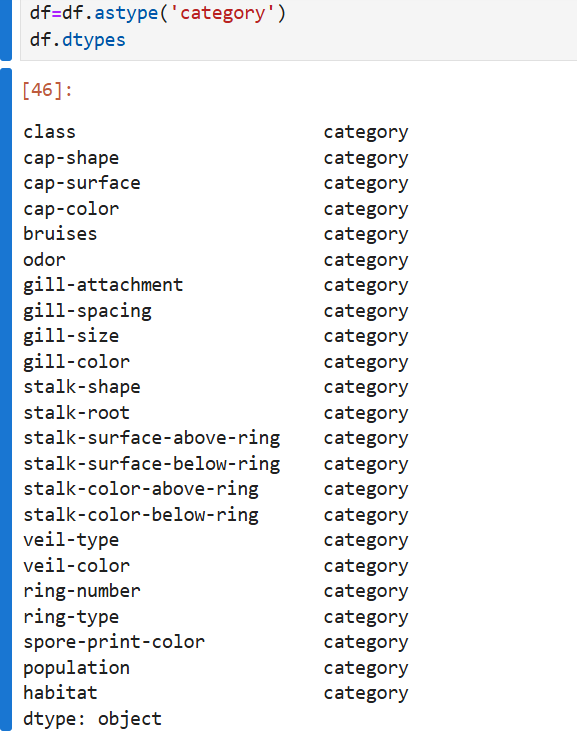 df=df.astype('category')
df.dtypes
[46]:
class category
cap-shape category
cap-surface category
cap-color category
bruises category
odor category
gill-attachment category
gill-spacing category
gill-size category
gill-color category
stalk-shape category
stalk-root category
stalk-surface-above-ring category
stalk-surface-below-ring category
stalk-color-above-ring category
stalk-color-below-ring category
veil-type category
veil-color category
ring-number category
ring-type category
spore-print-color category
population category
habitat category
dtype: object